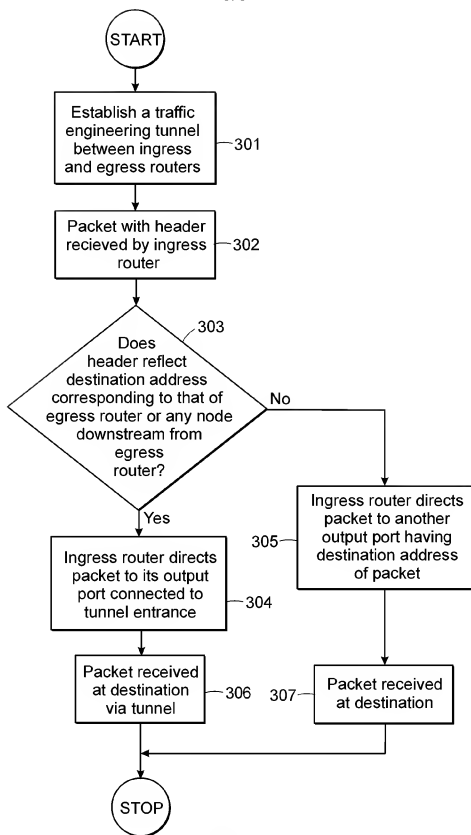 START
Establish a traffic
engineering tunnel
between ingress
and egress routers
301
Packet with header
recieved by ingress
router
302
303
Does
header reflect
destination address
corresponding to that of
egress router or any node
downstream from
egress
router?
No
Yes
Ingress router directs
packet to its output
port connected to
tunnel entrance
304
Ingress router directs
packet to another
output port having
destination address
of packet
305
Packet received
at destination
via tunnel
306
307
Packet received
at destination
STOP